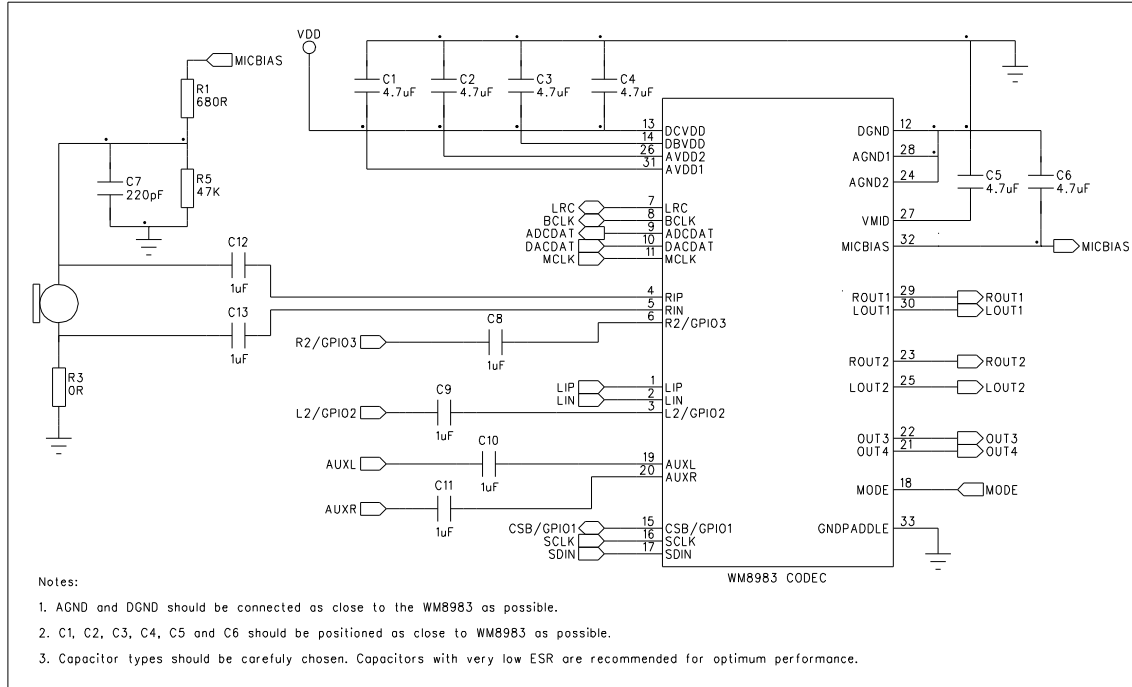 VDD
MICBIAS
R1
680R
C1
4.7uF
C2
4.7uF
C3
4.7uF
C4
4.7uF
C7
220pF
R5
47K
C12
1uF
C13
1uF
R3
0R
R2/GPIO3
C8
1uF
L2/GPIO2
C9
1uF
AUXL
C10
1uF
AUXR
C11
1uF
13 DCVDD
14 DBVDD
26 AVDD2
31 AVDD1
LRC 7 LRC
BCLK 8 BCLK
ADCDAT 9 ADCDAT
DACDAT 10 DACDAT
MCLK 11 MCLK
4 RIP
5 RIN
6 R2/GPIO3
LIP 1 LIP
LIN 2 LIN
3 L2/GPIO2
19 AUXL
20 AUXR
CSB/GPIO1 15 CSB/GPIO1
SCLK 16 SCLK
SDIN 17 SDIN
DGND 12
AGND1 28
AGND2 24
C5
4.7uF
C6
4.7uF
VMID 27
MICBIAS 32 MICBIAS
ROUT1 29 ROUT1
LOUT1 30 LOUT1
ROUT2 23 ROUT2
LOUT2 25 LOUT2
OUT3 22 OUT3
OUT4 21 OUT4
MODE 18 MODE
GNDPADDLE 33
WM8983 CODEC
Notes:
1. AGND and DGND should be connected as close to the WM8983 as possible.
2. C1, C2, C3, C4, C5 and C6 should be positioned as close to WM8983 as possible.
3. Capacitor types should be carefuly chosen. Capacitors with very low ESR are recommended for optimum performance.